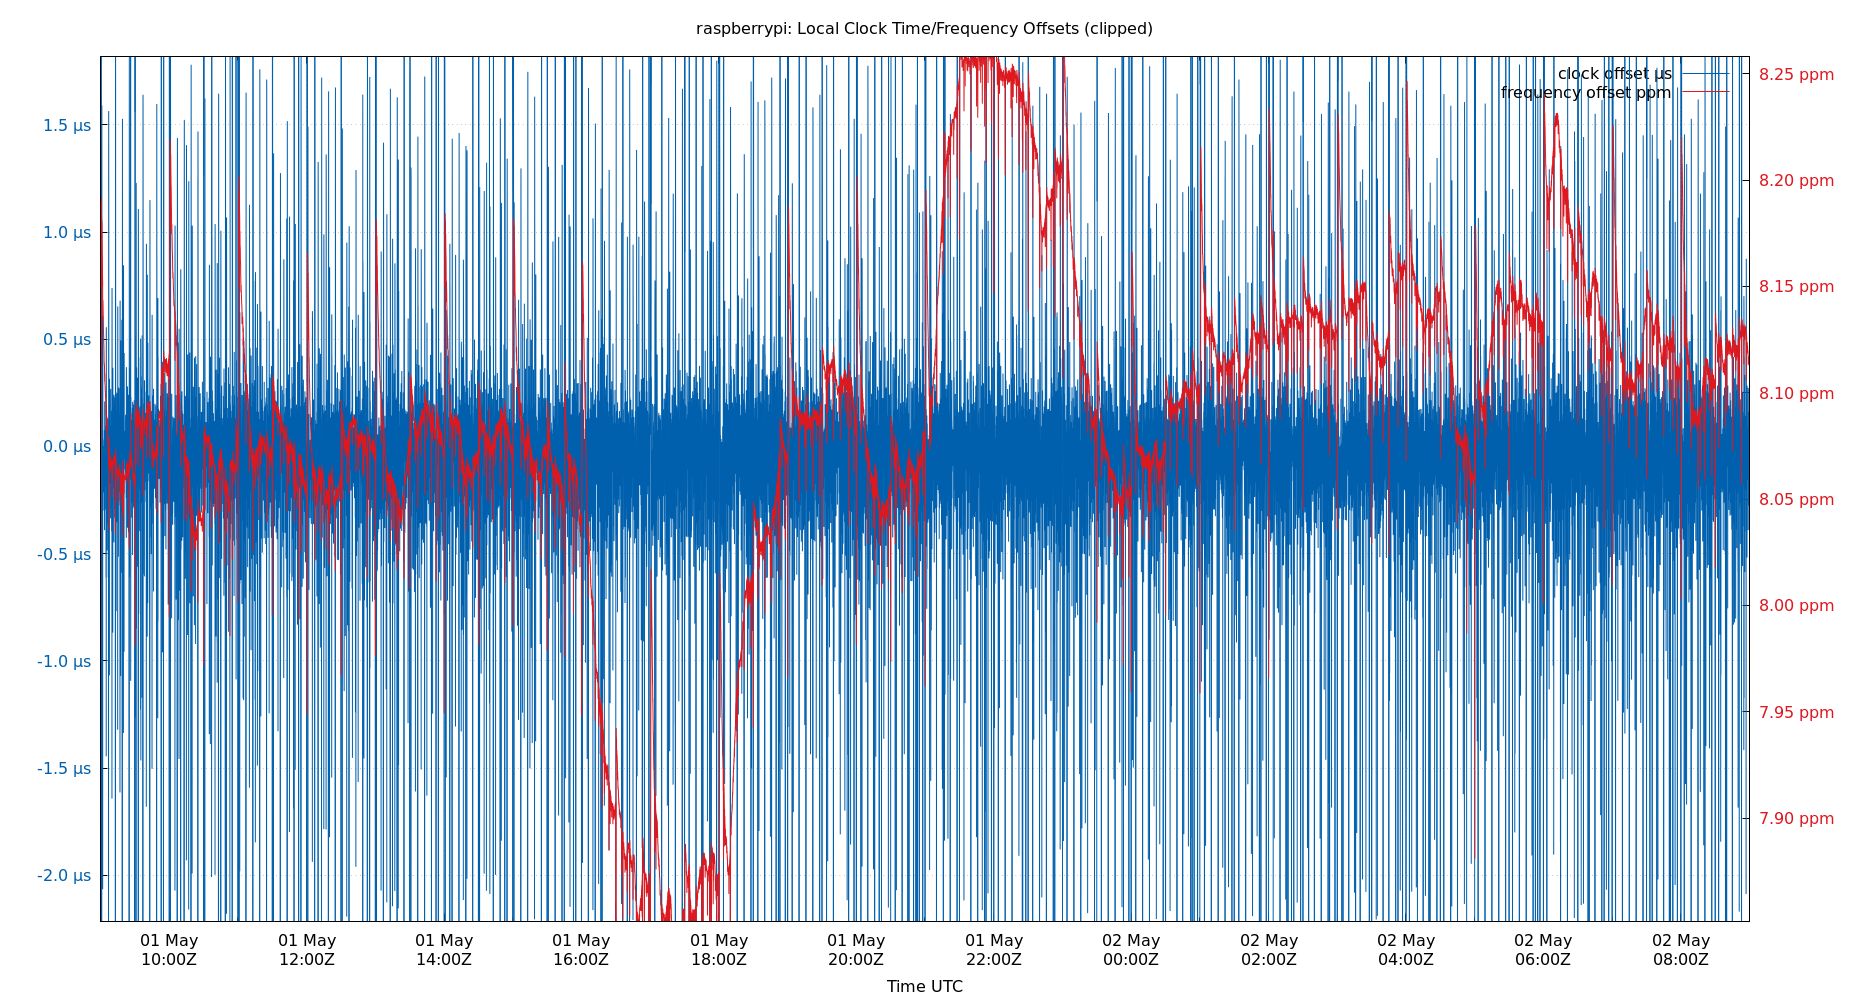 raspberrypi: Local Clock Time/Frequency Offsets (clipped)
clock offset µs
frequency offset ppm
1.5 µs
1.0 µs
0.5 µs
0.0 µs
-0.5 µs
-1.0 µs
-1.5 µs
-2.0 µs
8.25 ppm
8.20 ppm
8.15 ppm
8.10 ppm
8.05 ppm
8.00 ppm
7.95 ppm
7.90 ppm
01 May 01 May 01 May 01 May 01 May 01 May 01 May 02 May 02 May 02 May 02 May 02 May
10:00Z 12:00Z 14:00Z 16:00Z 18:00Z 20:00Z 22:00Z 00:00Z 02:00Z 04:00Z 06:00Z 08:00Z
Time UTC